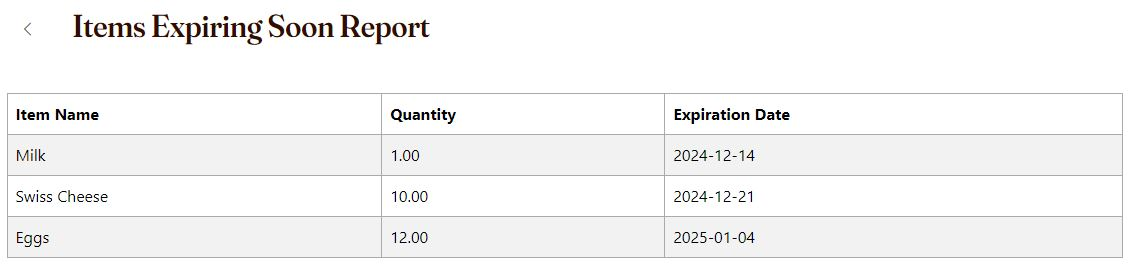 Items Expiring Soon Report
Item Name Quantity Expiration Date
Milk 1.00 2024-12-14
Swiss Cheese 10.00 2024-12-21
Eggs 12.00 2025-01-04